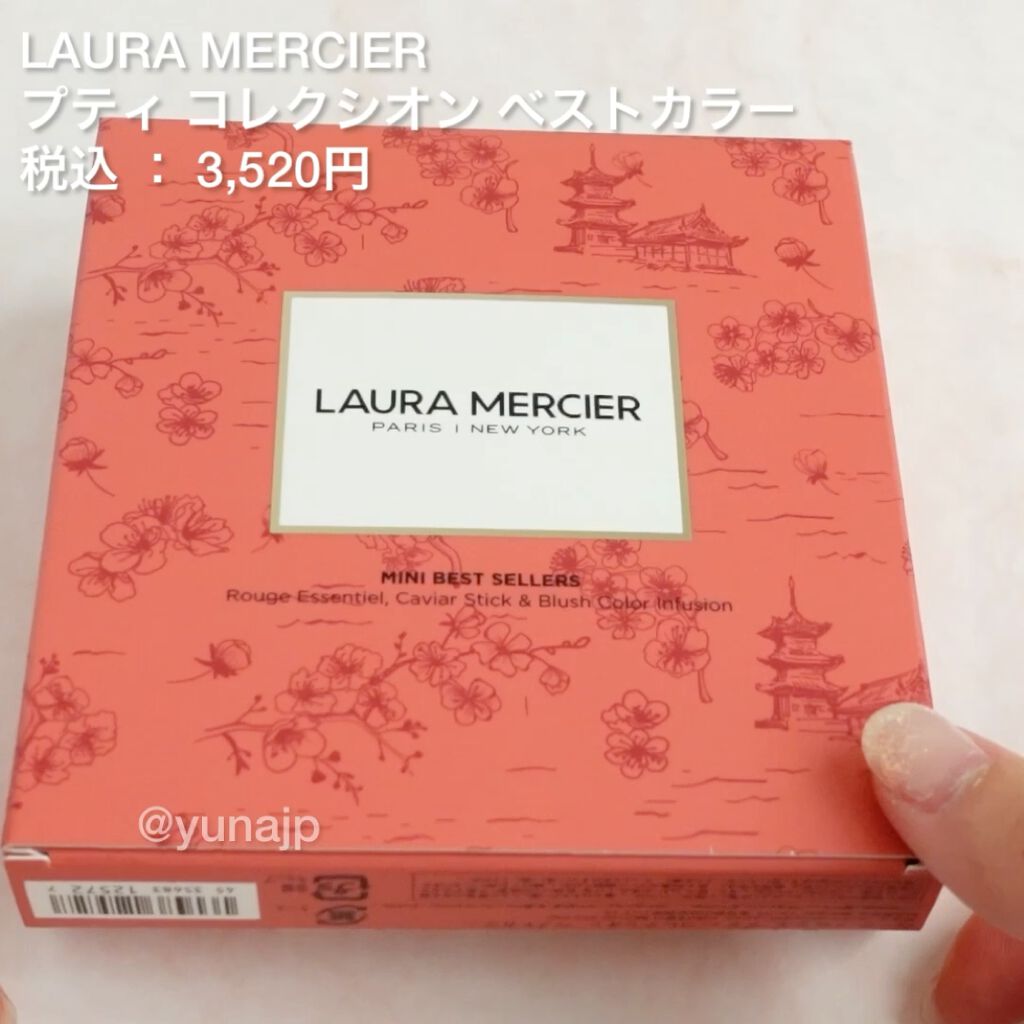 LAURA MERCIER
プティ コレクシオン ベストカラー
税込 : 3,520円
LAURA MERCIER
PARIS | NEW YORK
MINI BEST SELLERS
Rouge Essentiel, Caviar Stick & Blush Color Infusion
@yunajp